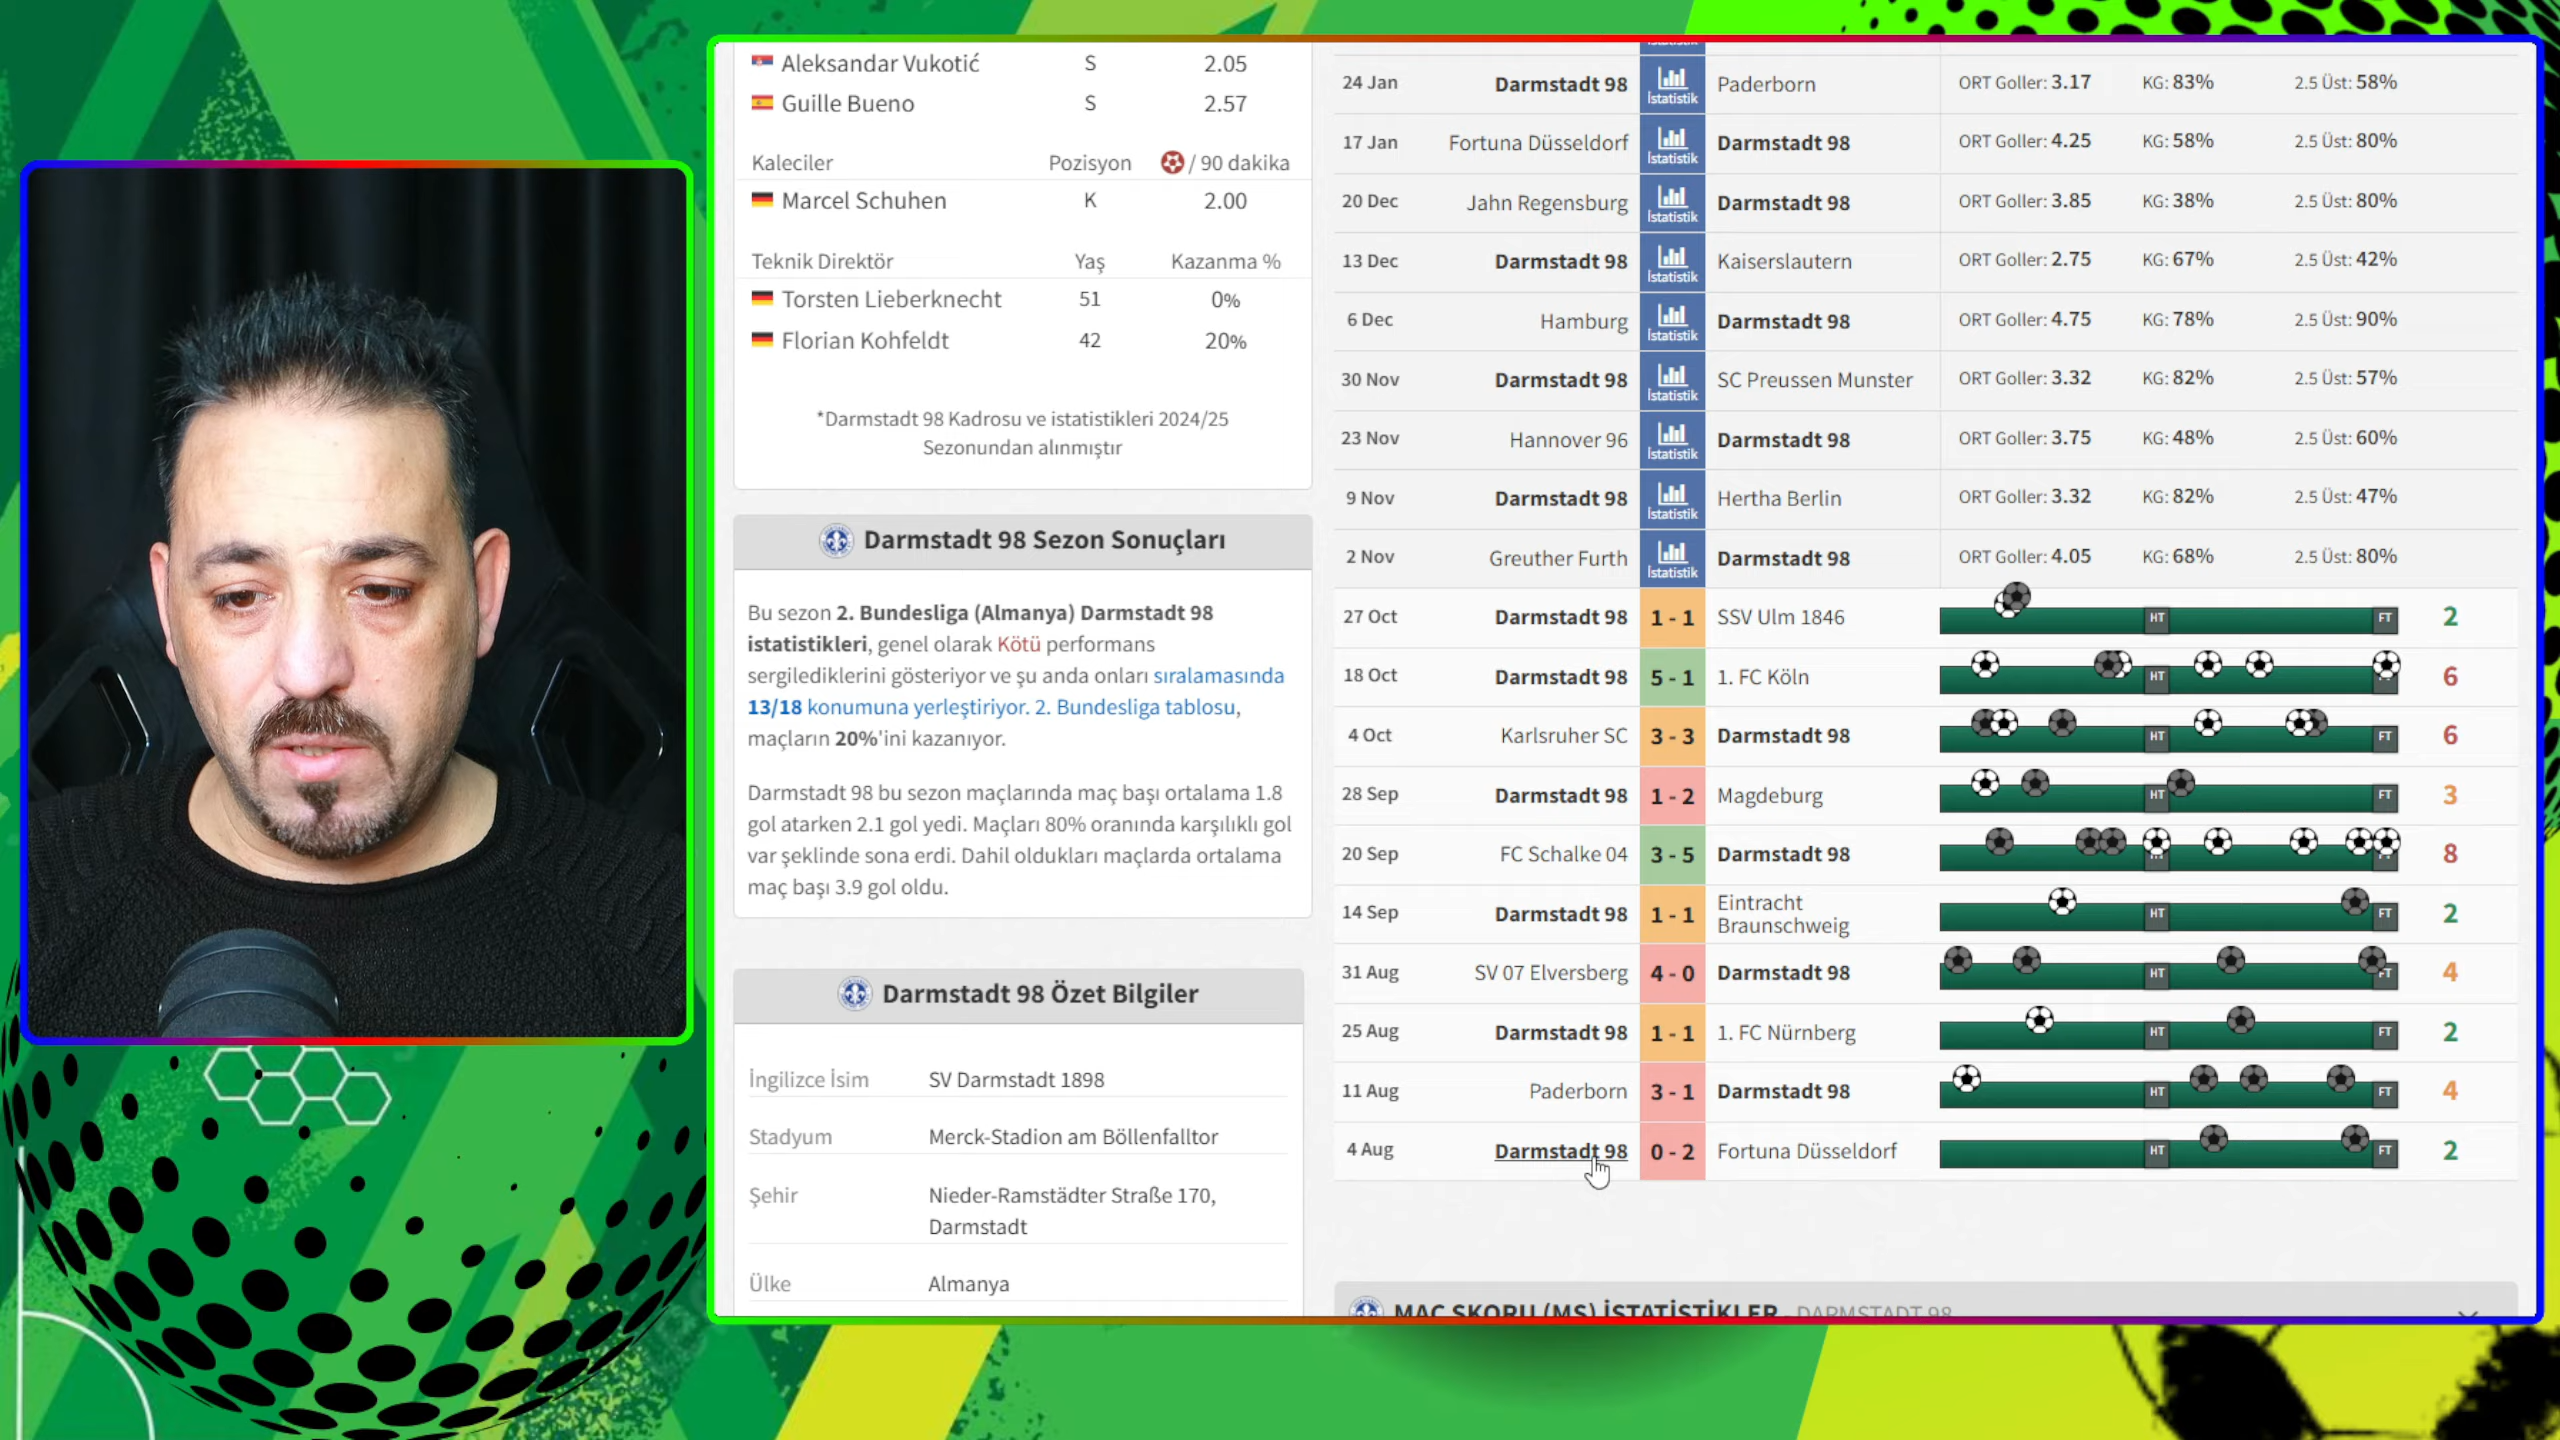 Aleksandar Vukotić S 2.05
Guille Bueno S 2.57
Kaleciler Pozisyon / 90 dakika
Marcel Schuhen K 2.00
Teknik Direktör Yaş Kazanma %
Torsten Lieberknecht 51 0%
Florian Kohfeldt 42 20%
*Darmstadt 98 Kadrosu ve istatistikleri 2024/25
Sezonundan alınmıştır
Darmstadt 98 Sezon Sonuçları
Bu sezon 2. Bundesliga (Almanya) Darmstadt 98
istatistikleri, genel olarak Kötü performans
sergilediklerini gösteriyor ve şu anda onları sıralamasında
13/18 konumuna yerleştiriyor. 2. Bundesliga tablosu,
maçların 20%'ini kazanıyor.
Darmstadt 98 bu sezon maçlarında maç başı ortalama 1.8
gol atarken 2.1 gol yedi. Maçları 80% oranında karşılıklı gol
var şeklinde sona erdi. Dahil oldukları maçlarda ortalama
maç başı 3.9 gol oldu.
Darmstadt 98 Özet Bilgiler
İngilizce İsim SV Darmstadt 1898
Stadyum Merck-Stadion am Böllenfalltor
Şehir Nieder-Ramstädter Straße 170,
Darmstadt
Ülke Almanya
24 Jan Darmstadt 98 İstatistik Paderborn ORT Goller: 3.17 KG: 83% 2.5 Üst: 58%
17 Jan Fortuna Düsseldorf İstatistik Darmstadt 98 ORT Goller: 4.25 KG: 58% 2.5 Üst: 80%
20 Dec Jahn Regensburg İstatistik Darmstadt 98 ORT Goller: 3.85 KG: 38% 2.5 Üst: 80%
13 Dec Darmstadt 98 İstatistik Kaiserslautern ORT Goller: 2.75 KG: 67% 2.5 Üst: 42%
6 Dec Hamburg İstatistik Darmstadt 98 ORT Goller: 4.75 KG: 78% 2.5 Üst: 90%
30 Nov Darmstadt 98 İstatistik SC Preussen Munster ORT Goller: 3.32 KG: 82% 2.5 Üst: 57%
23 Nov Hannover 96 İstatistik Darmstadt 98 ORT Goller: 3.75 KG: 48% 2.5 Üst: 60%
9 Nov Darmstadt 98 İstatistik Hertha Berlin ORT Goller: 3.32 KG: 82% 2.5 Üst: 47%
2 Nov Greuther Furth İstatistik Darmstadt 98 ORT Goller: 4.05 KG: 68% 2.5 Üst: 80%
27 Oct Darmstadt 98 1 - 1 SSV Ulm 1846 HT FT 2
18 Oct Darmstadt 98 5 - 1 1. FC Köln HT 6
4 Oct Karlsruher SC 3 - 3 Darmstadt 98 HT FT 6
28 Sep Darmstadt 98 1 - 2 Magdeburg HT FT 3
20 Sep FC Schalke 04 3 - 5 Darmstadt 98 8
14 Sep Darmstadt 98 1 - 1 Eintracht Braunschweig HT FT 2
31 Aug SV 07 Elversberg 4 - 0 Darmstadt 98 HT FT 4
25 Aug Darmstadt 98 1 - 1 1. FC Nürnberg HT FT 2
11 Aug Paderborn 3 - 1 Darmstadt 98 HT FT 4
4 Aug Darmstadt 98 0 - 2 Fortuna Düsseldorf HT FT 2
MAÇ SKORU (MS) İSTATİSTİKLER - DARMSTADT 98